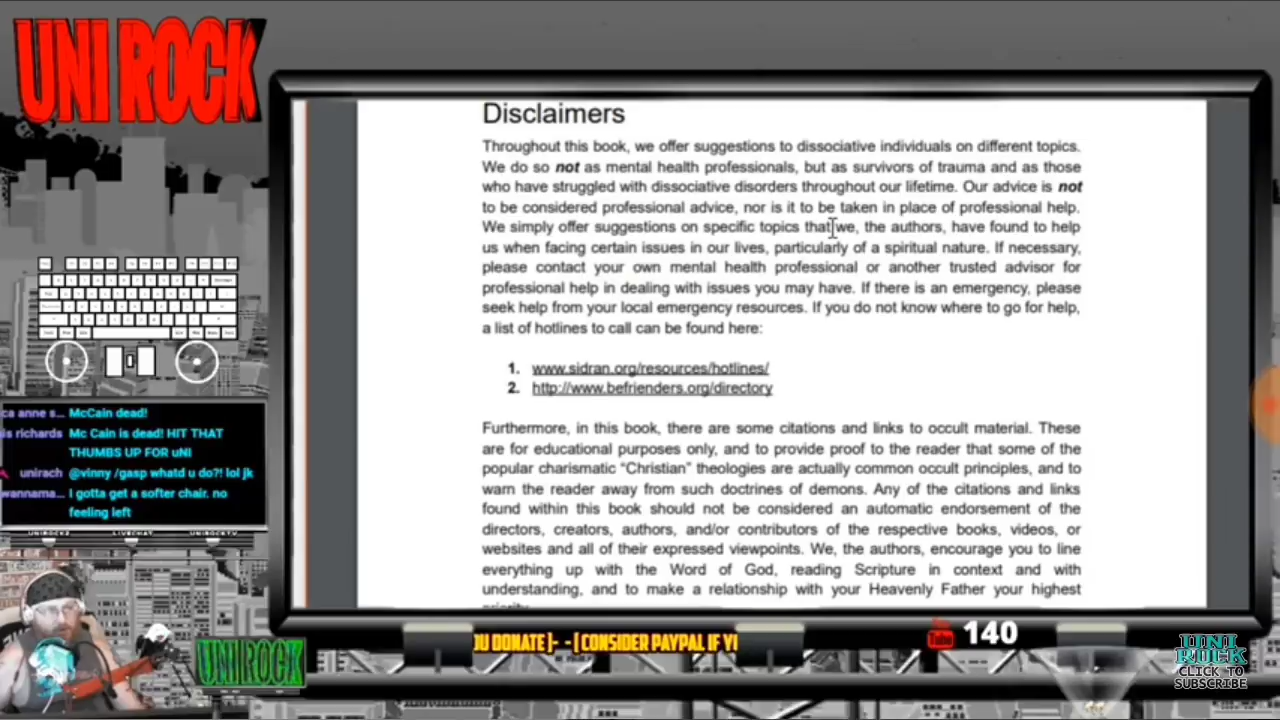 UNI ROCK
Disclaimers
Throughout this book, we offer suggestions to dissociative individuals on different topics.
We do so not as mental health professionals, but as survivors of trauma and as those
who have struggled with dissociative disorders throughout our lifetime. Our advice is not
to be considered professional advice, nor is it to be taken in place of professional help.
We simply offer suggestions on specific topics that we, the authors, have found to help
us when facing certain issues in our lives, particularly of a spiritual nature. If necessary,
please contact your own mental health professional or another trusted advisor for
professional help in dealing with issues you may have. If there is an emergency, please
seek help from your local emergency resources. If you do not know where to go for help,
a list of hotlines to call can be found here:
1. www.sidran.org/resources/hotlines/
2. http://www.befrienders.org/directory
Furthermore, in this book, there are some citations and links to occult material. These
are for educational purposes only, and to provide proof to the reader that some of the
popular charismatic “Christian” theologies are actually common occult principles, and to
warn the reader away from such doctrines of demons. Any of the citations and links
found within this book should not be considered an automatic endorsement of the
directors, creators, authors, and/or contributors of the respective books, videos, or
websites and all of their expressed viewpoints. We, the authors, encourage you to line
everything up with the Word of God, reading Scripture in context and with
understanding, and to make a relationship with your Heavenly Father your highest
ca anne s... McCain dead!
is richards Mc Cain is dead! HIT THAT
THUMBS UP FOR uNI
unirach @vinny /gasp whatd u do?! lol jk
wannama... I gotta get a softer chair. no
feeling left
UNIROCK2 LIVECHAT UNIROCKTV
UNI ROCK
OU DONATE ]- -[ CONSIDER PAYPAL IF Y
You Tube 140
UNI
ROCK
CLICK TO
SUBSCRIBE